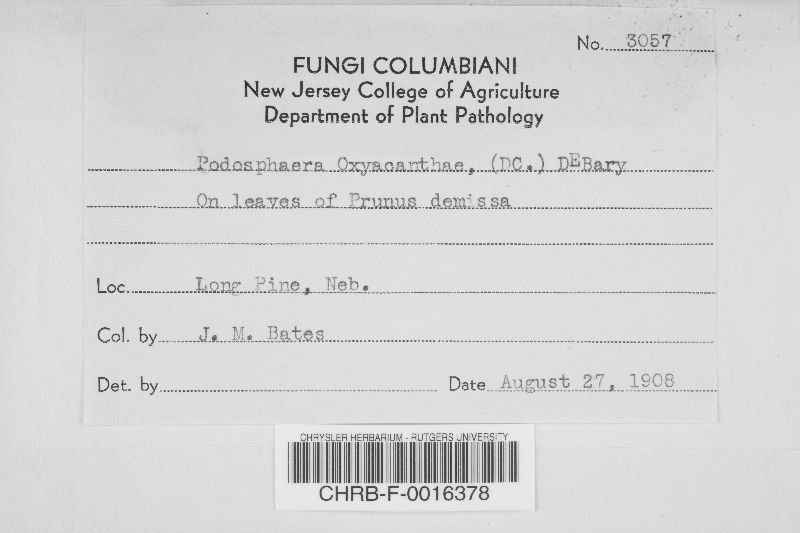 No. 3057
FUNGI COLUMBIANI
New Jersey College of Agriculture
Department of Plant Pathology
Podosphaera Oxyacanthae, (DC.) DEBary
On leaves of Prunus demissa
Loc. Long Pine, Neb.
Col. by J. M. Bates
Det. by Date August 27, 1908
CHRYSLER HERBARIUM - RUTGERS UNIVERSITY
CHRB-F-0016378